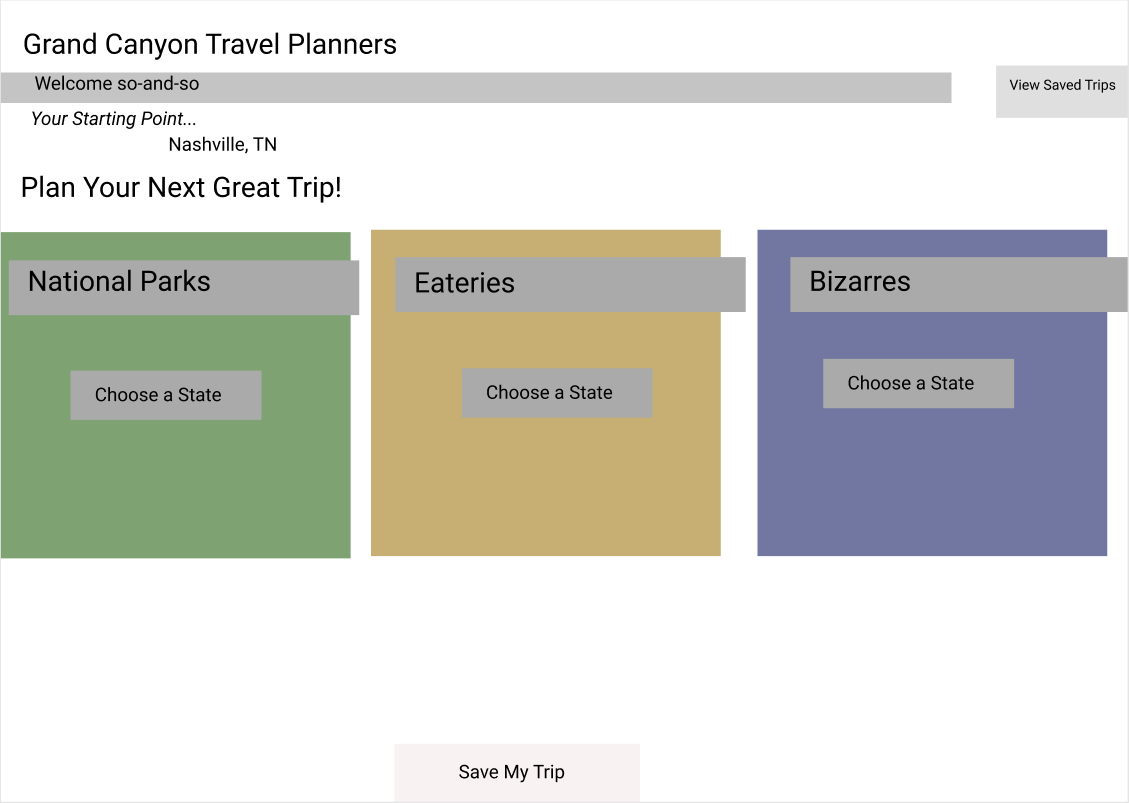 Grand Canyon Travel Planners
Welcome so-and-so
View Saved Trips
Your Starting Point...
Nashville, TN
Plan Your Next Great Trip!
National Parks
Eateries
Bizarres
Choose a State
Choose a State
Choose a State
Save My Trip